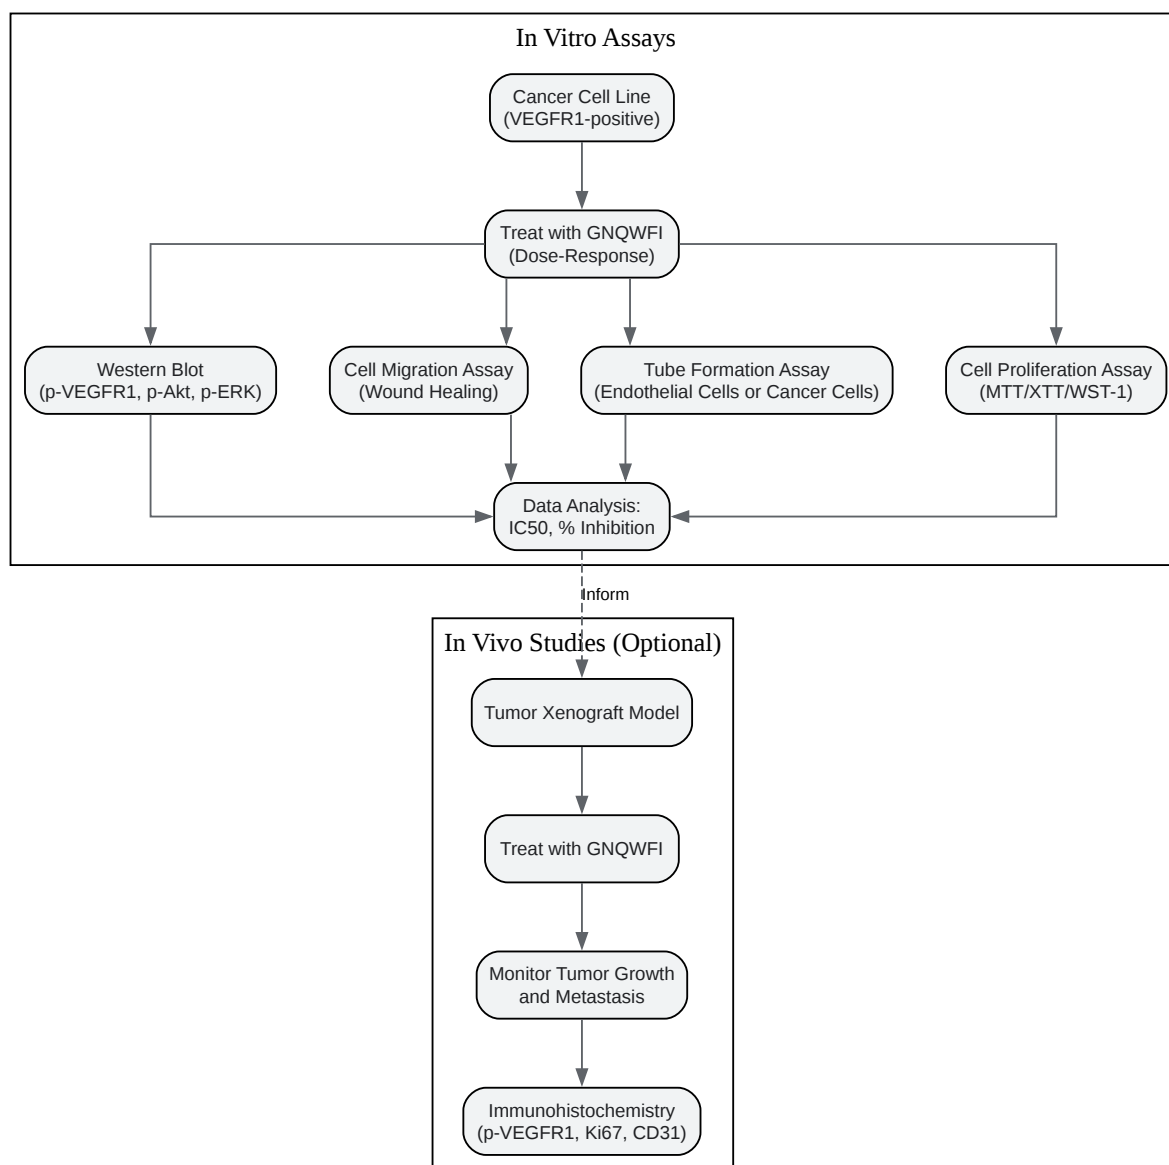 In Vitro Assays
Cancer Cell Line
(VEGFR1-positive)
Treat with GNQWFI
(Dose-Response)
Western Blot
(p-VEGFR1, p-Akt, p-ERK)
Cell Migration Assay
(Wound Healing)
Tube Formation Assay
(Endothelial Cells or Cancer Cells)
Cell Proliferation Assay
(MTT/XTT/WST-1)
Data Analysis:
IC50, % Inhibition
Inform
In Vivo Studies (Optional)
Tumor Xenograft Model
Treat with GNQWFI
Monitor Tumor Growth
and Metastasis
Immunohistochemistry
(p-VEGFR1, Ki67, CD31)